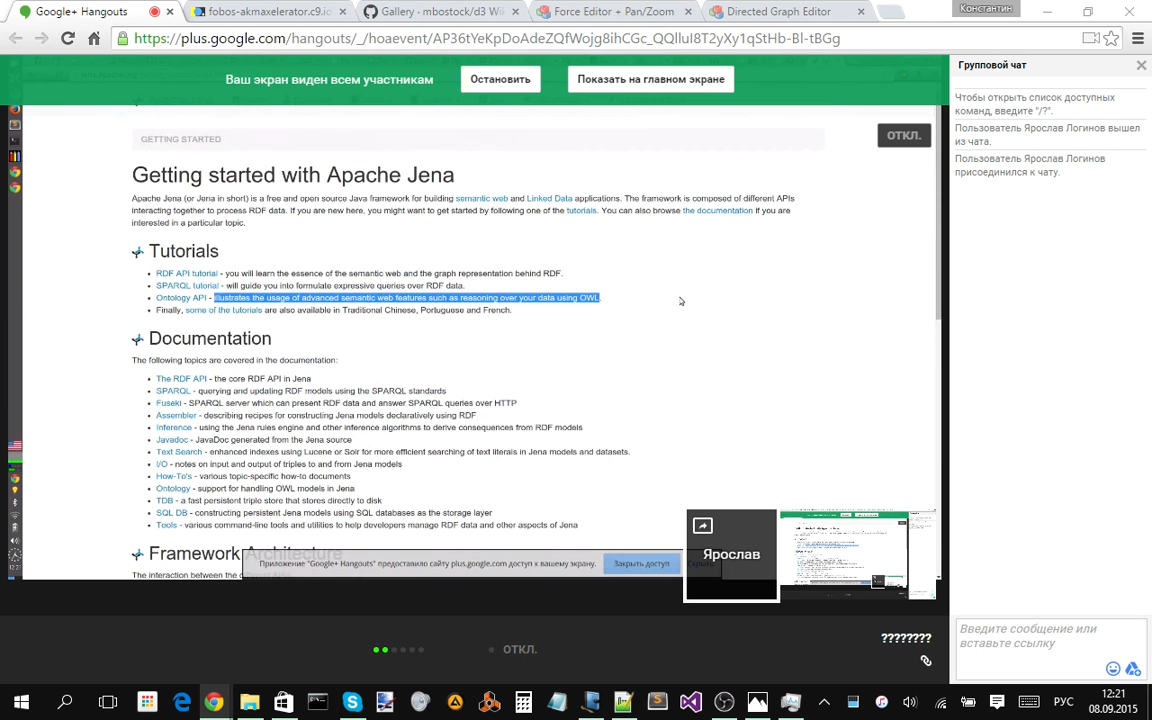 Google+ Hangouts
fobos-akmaxelerator.c9.io
Gallery · mbostock/d3 Wiki
Force Editor + Pan/Zoom
Directed Graph Editor
Константин
https://plus.google.com/hangouts/_/hoaevent/AP36tYeKpDoAdeZQfWojg8ihCGc_QQlluI8T2yXy1qStHb-Bl-tBGg
Ваш экран виден всем участникам
Остановить
Показать на главном экране
GETTING STARTED
ОТКЛ.
Getting started with Apache Jena
Apache Jena (or Jena in short) is a free and open source Java framework for building semantic web and Linked Data applications. The framework is composed of different APIs
interacting together to process RDF data. If you are new here, you might want to get started by following one of the tutorials. You can also browse the documentation if you are
interested in a particular topic.
Tutorials
• RDF API tutorial - you will learn the essence of the semantic web and the graph representation behind RDF.
• SPARQL tutorial - will guide you into formulate expressive queries over RDF data.
• Ontology API - illustrates the usage of advanced semantic web features such as reasoning over your data using OWL.
• Finally, some of the tutorials are also available in Traditional Chinese, Portuguese and French.
Documentation
The following topics are covered in the documentation:
• The RDF API - the core RDF API in Jena
• SPARQL - querying and updating RDF models using the SPARQL standards
• Fuseki - SPARQL server which can present RDF data and answer SPARQL queries over HTTP
• Assembler - describing recipes for constructing Jena models declaratively using RDF
• Inference - using the Jena rules engine and other inference algorithms to derive consequences from RDF models
• Javadoc - JavaDoc generated from the Jena source
• Text Search - enhanced indexes using Lucene or Solr for more efficient searching of text literals in Jena models and datasets.
• I/O - notes on input and output of triples to and from Jena models
• How-To's - various topic-specific how-to documents
• Ontology - support for handling OWL models in Jena
• TDB - a fast persistent triple store that stores directly to disk
• SQL DB - constructing persistent Jena models using SQL databases as the storage layer
• Tools - various command-line tools and utilities to help developers manage RDF data and other aspects of Jena
Framework Architecture
The interaction between the
Приложение "Google+ Hangouts" предоставило сайту plus.google.com доступ к вашему экрану.
Закрыть доступ
Скрыть
Ярослав
????????
ОТКЛ.
Групповой чат
Чтобы открыть список доступных
команд, введите "/?".
Пользователь Ярослав Логинов вышел
из чата.
Пользователь Ярослав Логинов
присоединился к чату.
Введите сообщение или
вставьте ссылку
РУС
12:21
08.09.2015